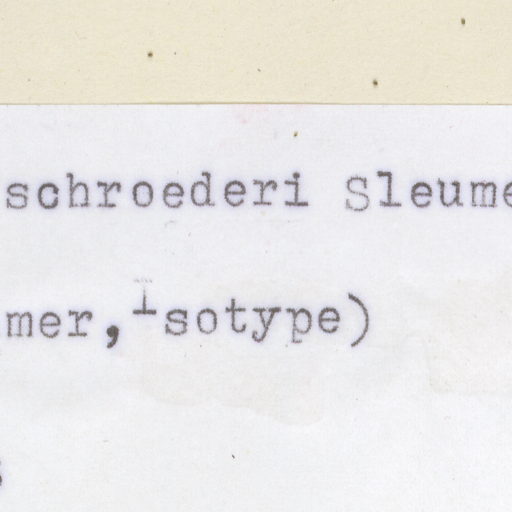 schroederi Sleume
mer, Isotype)